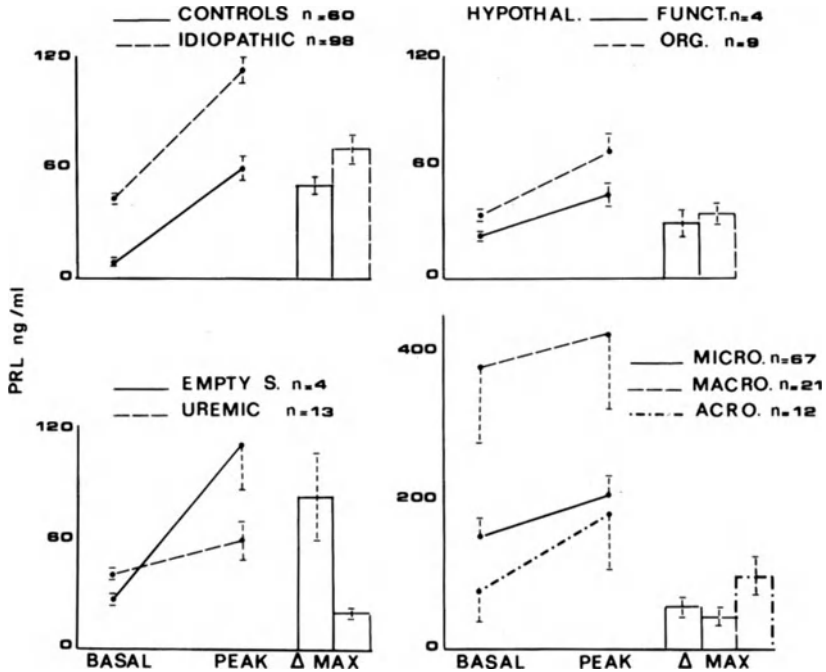 CONTROLS n=60
IDIOPATHIC n=98
120
60
0
HYPOTHAL. FUNCT. n=4
ORG. n=9
120
60
0
PRL ng/ml
EMPTY S. n=4
UREMIC n=13
120
60
0
BASAL PEAK Δ MAX
MICRO. n=67
MACRO. n=21
ACRO. n=12
400
200
0
BASAL PEAK Δ MAX